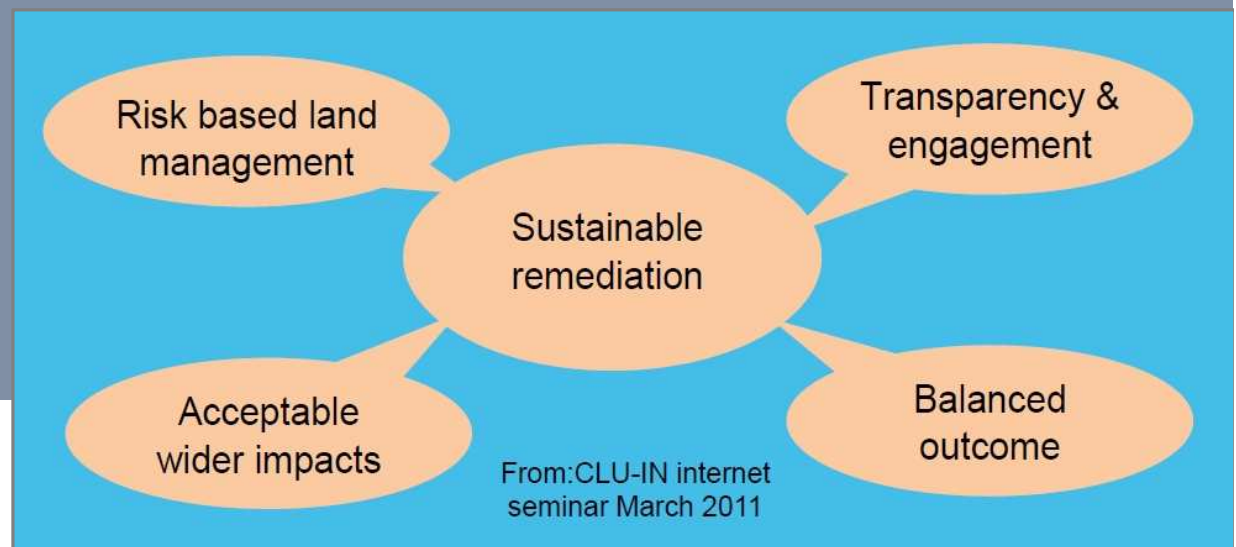 Risk based land
management
Transparency &
engagement
Sustainable
remediation
Acceptable
wider impacts
Balanced
outcome
From:CLU-IN internet
seminar March 2011